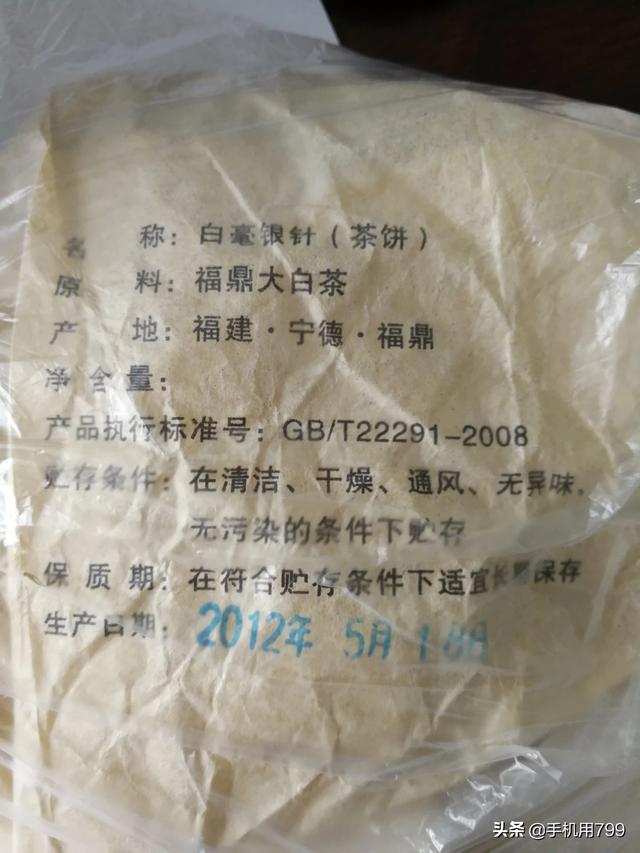 名 称：白毫银针（茶饼）
原 料：福鼎大白茶
产 地：福建·宁德·福鼎
净含量：
产品执行标准号：GB/T22291-2008
贮存条件：在清洁、干燥、通风、无异味，
无污染的条件下贮存
保质期：在符合贮存条件下适宜长期保存
生产日期：2012年 5月 18日
头条 @手机用799